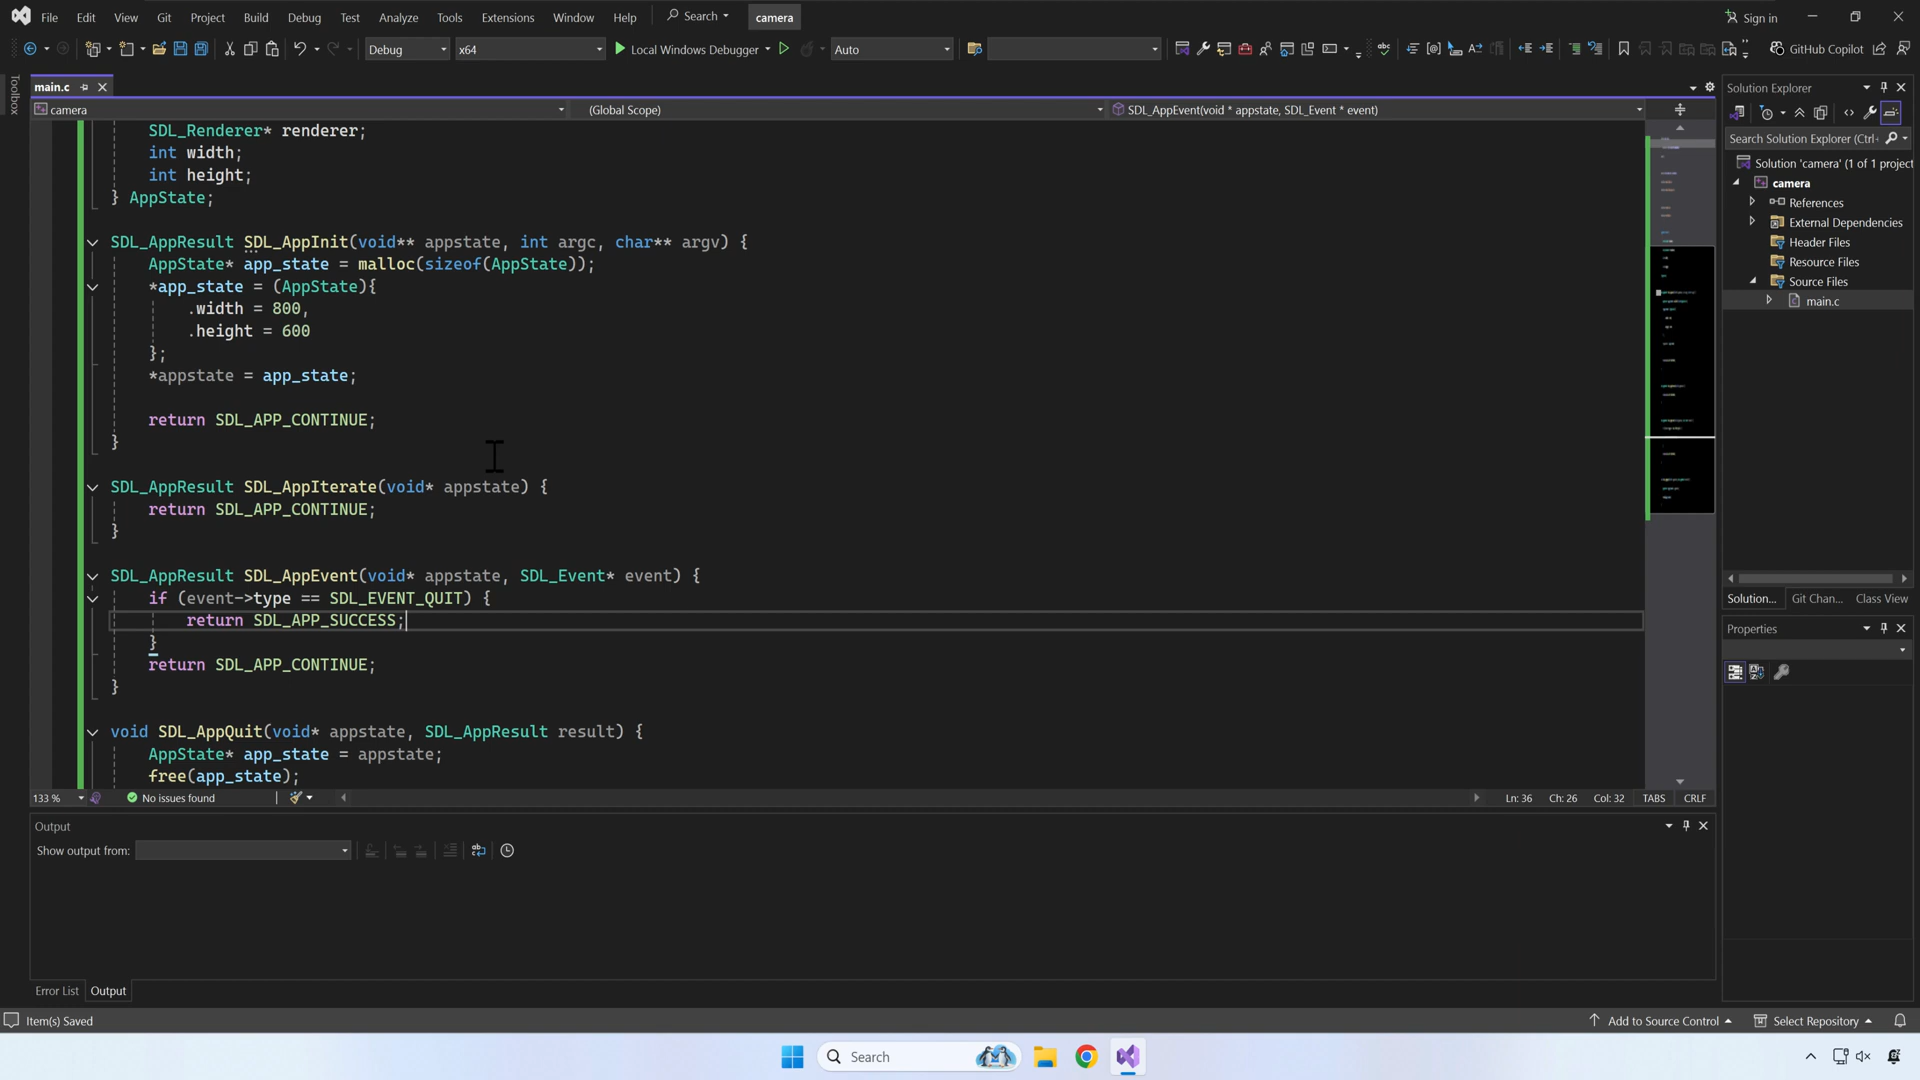 File Edit View Git Project Build Debug Test Analyze Tools Extensions Window Help Search camera Sign in
Debug x64 Local Windows Debugger Auto GitHub Copilot
Toolbox
main.c
camera (Global Scope) SDL_AppEvent(void * appstate, SDL_Event * event)
SDL_Renderer* renderer;
int width;
int height;
} AppState;
SDL_AppResult SDL_AppInit(void** appstate, int argc, char** argv) {
AppState* app_state = malloc(sizeof(AppState));
*app_state = (AppState){
.width = 800,
.height = 600
};
*appstate = app_state;
return SDL_APP_CONTINUE;
}
SDL_AppResult SDL_AppIterate(void* appstate) {
return SDL_APP_CONTINUE;
}
SDL_AppResult SDL_AppEvent(void* appstate, SDL_Event* event) {
if (event->type == SDL_EVENT_QUIT) {
return SDL_APP_SUCCESS;
}
return SDL_APP_CONTINUE;
}
void SDL_AppQuit(void* appstate, SDL_AppResult result) {
AppState* app_state = appstate;
free(app_state);
133 % No issues found Ln: 36 Ch: 26 Col: 32 TABS CRLF
Output
Show output from:
Error List Output
Solution Explorer
Search Solution Explorer (Ctrl+
Solution 'camera' (1 of 1 project
camera
References
External Dependencies
Header Files
Resource Files
Source Files
main.c
Solution... Git Chan... Class View
Properties
Item(s) Saved Add to Source Control Select Repository
Search